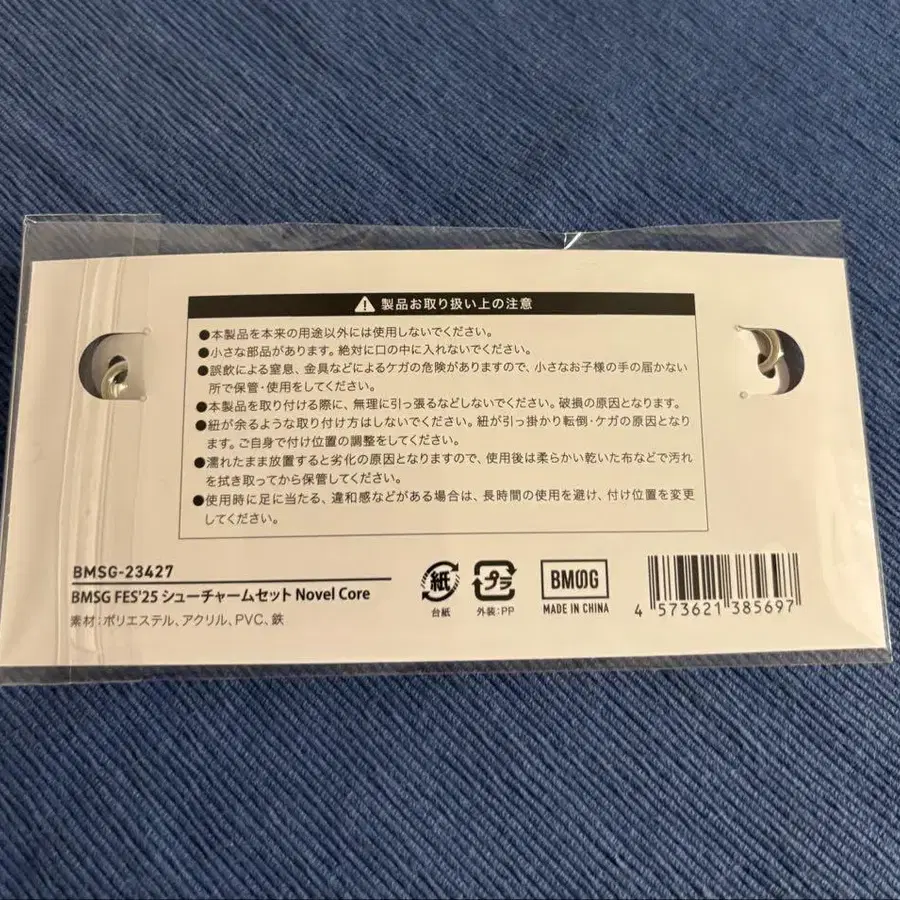 製品お取り扱い上の注意
●本製品を本来の用途以外には使用しないでください。
●小さな部品があります。絶対に口の中に入れないでください。
●誤飲による窒息、金具などによるケガの危険がありますので、小さなお子様の手の届かない
所で保管・使用をしてください。
●本製品を取り付ける際に、無理に引っ張るなどしないでください。破損の原因となります。
●紐が余るような取り付け方はしないでください。紐が引っ掛かり転倒・ケガの原因となり
ます。ご自身で付け位置の調整をしてください。
●濡れたまま放置すると劣化の原因となりますので、使用後は柔らかい乾いた布などで汚れ
を拭き取ってから保管してください。
●使用時に足に当たる、違和感などがある場合は、長時間の使用を避け、付け位置を変更
してください。
BMSG-23427
BMSG FES'25 シューチャームセット Novel Core
素材:ポリエステル、アクリル、PVC、鉄
紙
台紙
プラ
外装:PP
BMSG
MADE IN CHINA
4 573621 385697